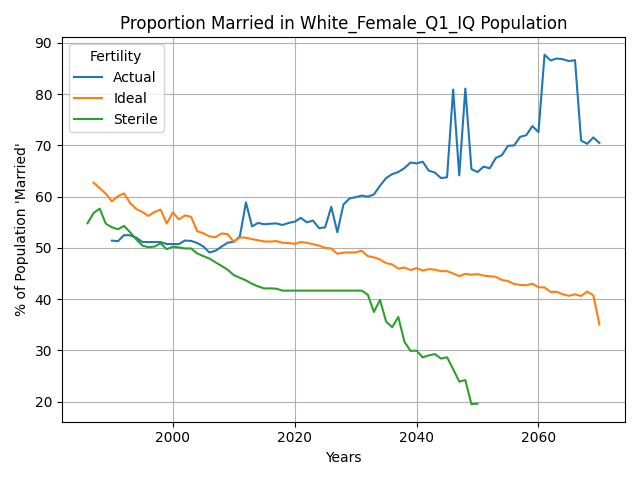 Proportion Married in White_Female_Q1_IQ Population
% of Population 'Married'
Fertility
Actual
Ideal
Sterile
90
80
70
60
50
40
30
20
2000
2020
2040
2060
Years